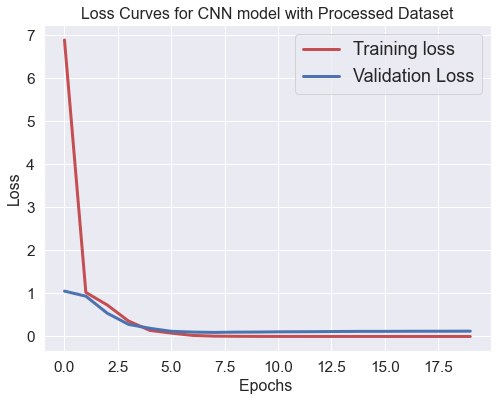 Loss Curves for CNN model with Processed Dataset
Training loss
Validation Loss
7
6
5
4
3
2
1
0
Loss
0.0 2.5 5.0 7.5 10.0 12.5 15.0 17.5
Epochs